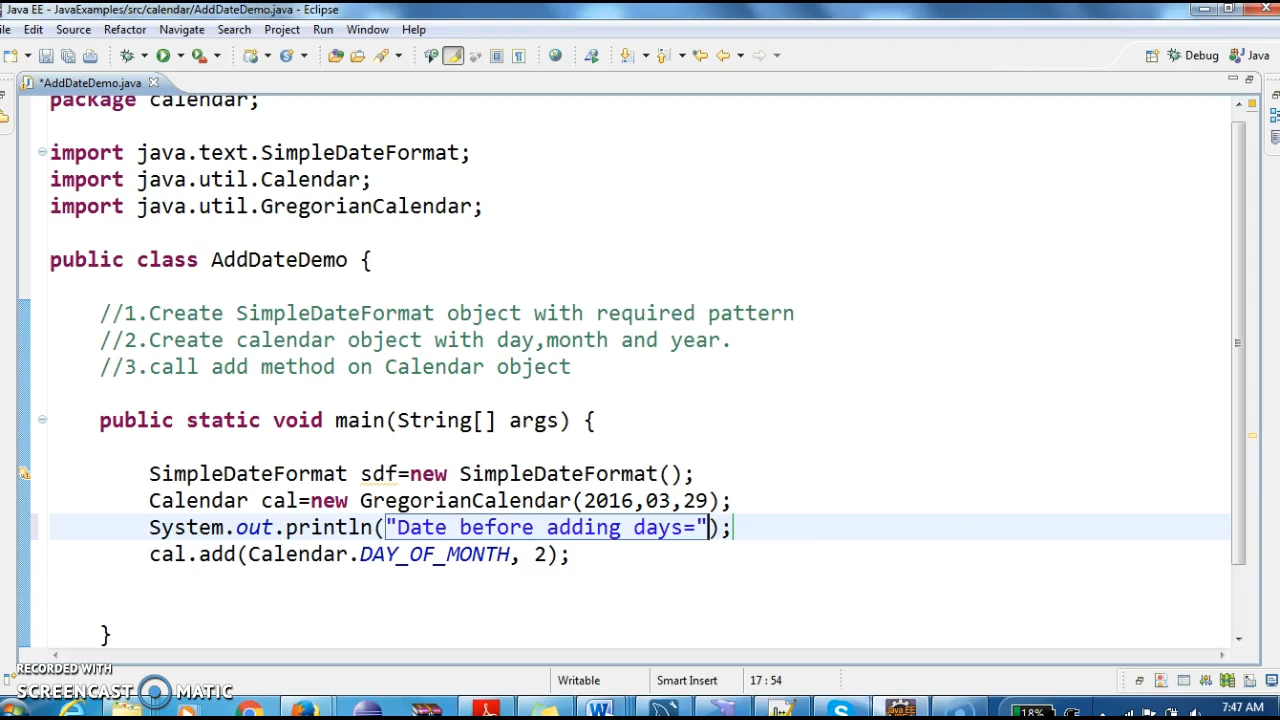 Java EE - JavaExamples/src/calendar/AddDateDemo.java - Eclipse
ile Edit Source Refactor Navigate Search Project Run Window Help
Debug Java
*AddDateDemo.java
package calendar;
import java.text.SimpleDateFormat;
import java.util.Calendar;
import java.util.GregorianCalendar;
public class AddDateDemo {
//1.Create SimpleDateFormat object with required pattern
//2.Create calendar object with day,month and year.
//3.call add method on Calendar object
public static void main(String[] args) {
SimpleDateFormat sdf=new SimpleDateFormat();
Calendar cal=new GregorianCalendar(2016,03,29);
System.out.println("Date before adding days=");
cal.add(Calendar.DAY_OF_MONTH, 2);
}
RECORDED WITH
SCREENCAST MATIC
Writable Smart Insert 17 : 54
18% 7:47 AM